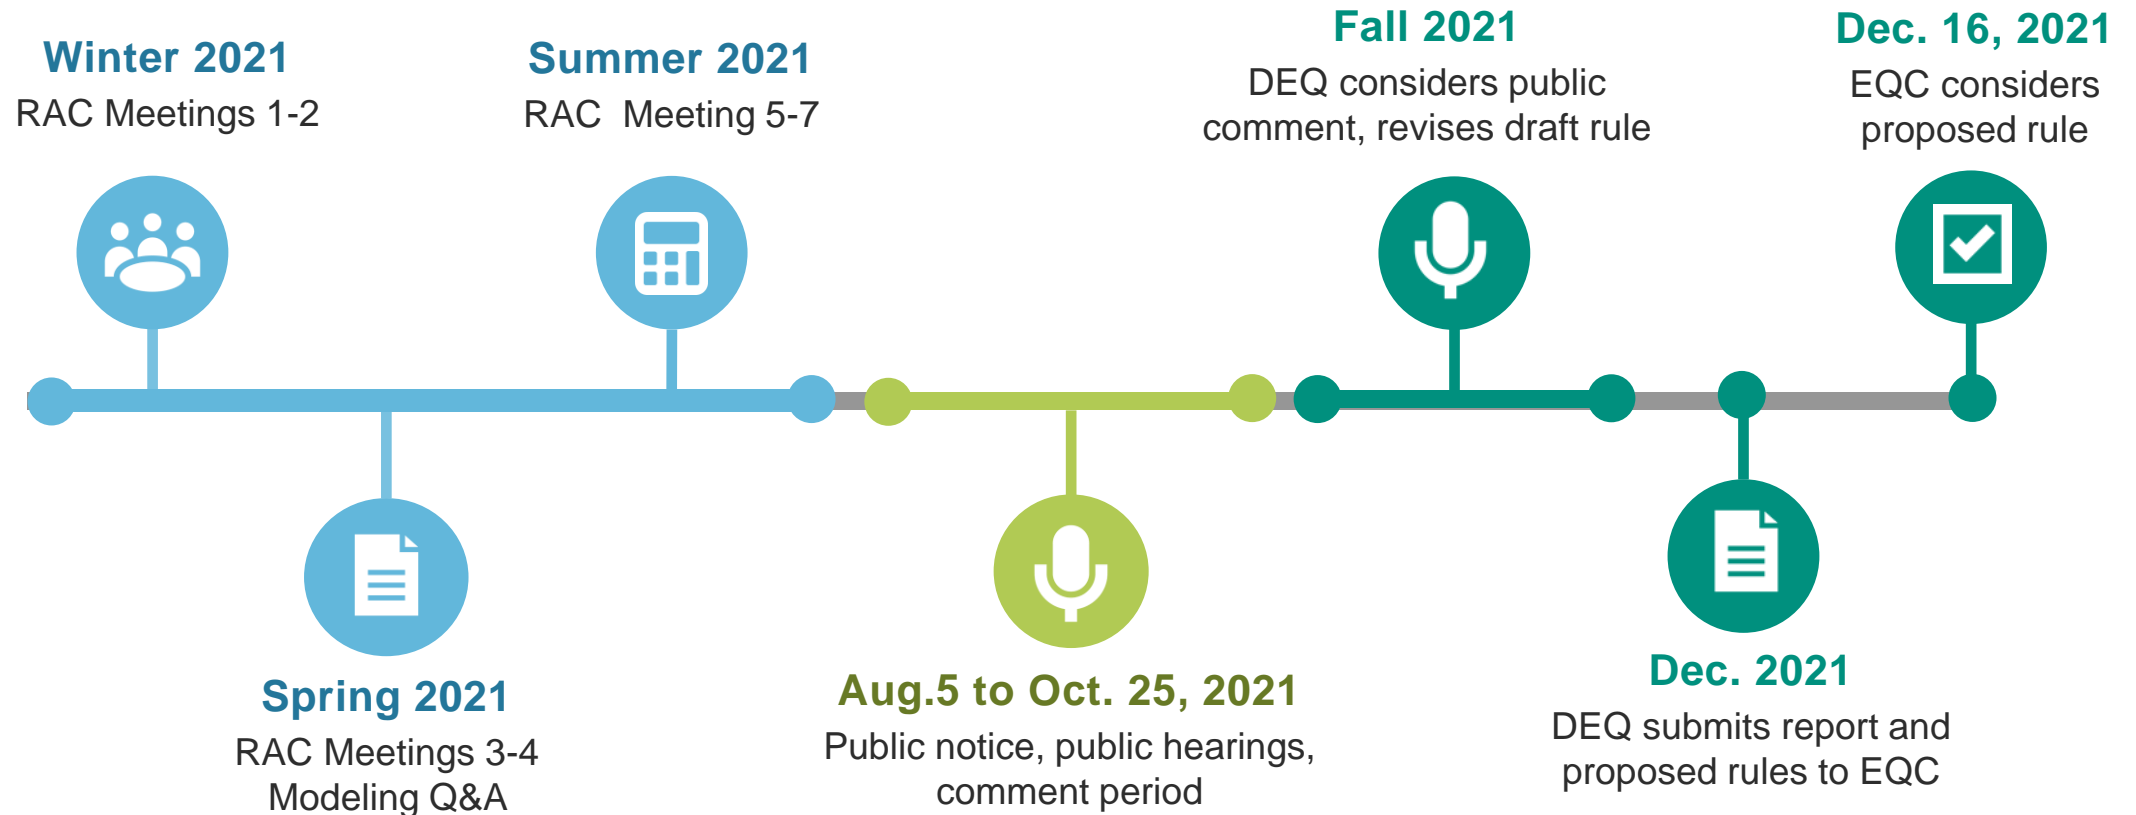 Winter 2021
RAC Meetings 1-2
Spring 2021
RAC Meetings 3-4
Modeling Q&A
Summer 2021
RAC  Meeting 5-7
Aug.5 to Oct. 25, 2021
Public notice, public hearings,
comment period
Fall 2021
DEQ considers public
comment, revises draft rule
Dec. 2021
DEQ submits report and
proposed rules to EQC
Dec. 16, 2021
EQC considers
proposed rule